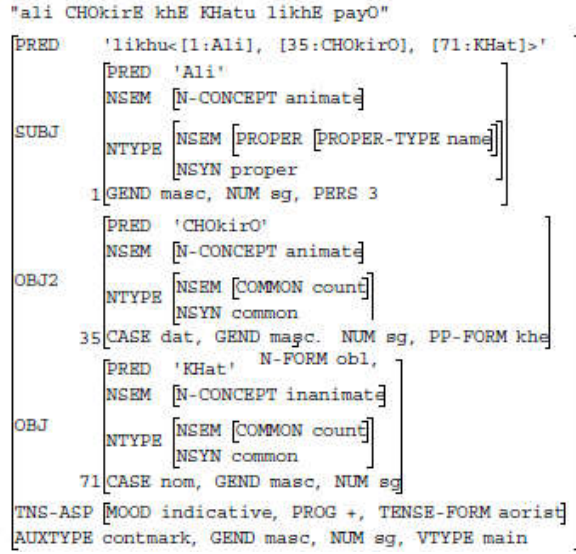 "ali CHOkirE khE KHatu likhE payO"
PRED 'likhu<[1:Ali], [35:CHOkirO], [71:KHat]>'
PRED 'Ali'
NSEM [N-CONCEPT animate]
SUBJ
NTYPE [NSEM [PROPER [PROPER-TYPE name]]
NSYN proper
1 GEND masc, NUM sg, PERS 3
PRED 'CHOkirO'
NSEM [N-CONCEPT animate]
OBJ2
NTYPE [NSEM [COMMON count]
NSYN common
35 CASE dat, GEND masc. NUM sg, PP-FORM khe
N-FORM obl,
PRED 'KHat'
NSEM [N-CONCEPT inanimate]
OBJ
NTYPE [NSEM [COMMON count]
NSYN common
71 CASE nom, GEND masc, NUM sg
TNS-ASP [MOOD indicative, PROG +, TENSE-FORM aorist]
AUXTYPE contmark, GEND masc, NUM sg, VTYPE main